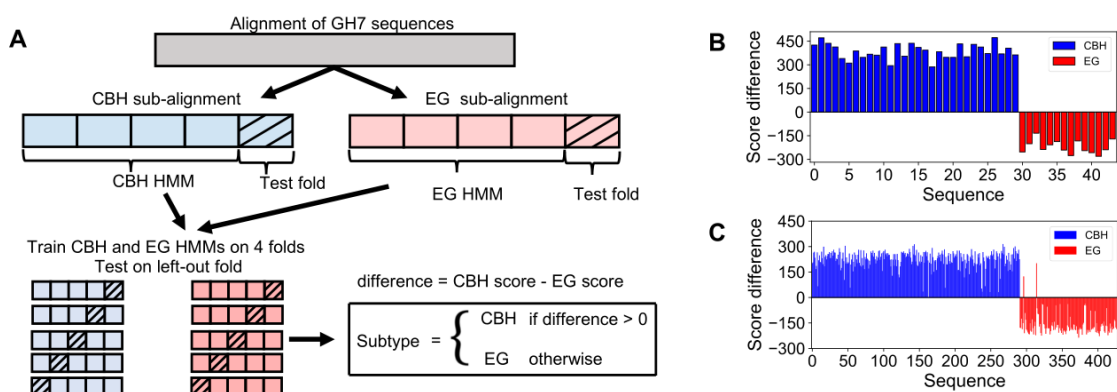 A
Alignment of GH7 sequences
CBH sub-alignment
EG sub-alignment
CBH HMM
Test fold
EG HMM
Test fold
Train CBH and EG HMMs on 4 folds
Test on left-out fold
difference = CBH score - EG score
Subtype = { CBH if difference > 0
EG otherwise
B
Score difference
450
300
150
0
−150
−300
CBH
EG
0 5 10 15 20 25 30 35 40
Sequence
C
Score difference
450
300
150
0
−150
−300
CBH
EG
0 50 100 150 200 250 300 350 400
Sequence